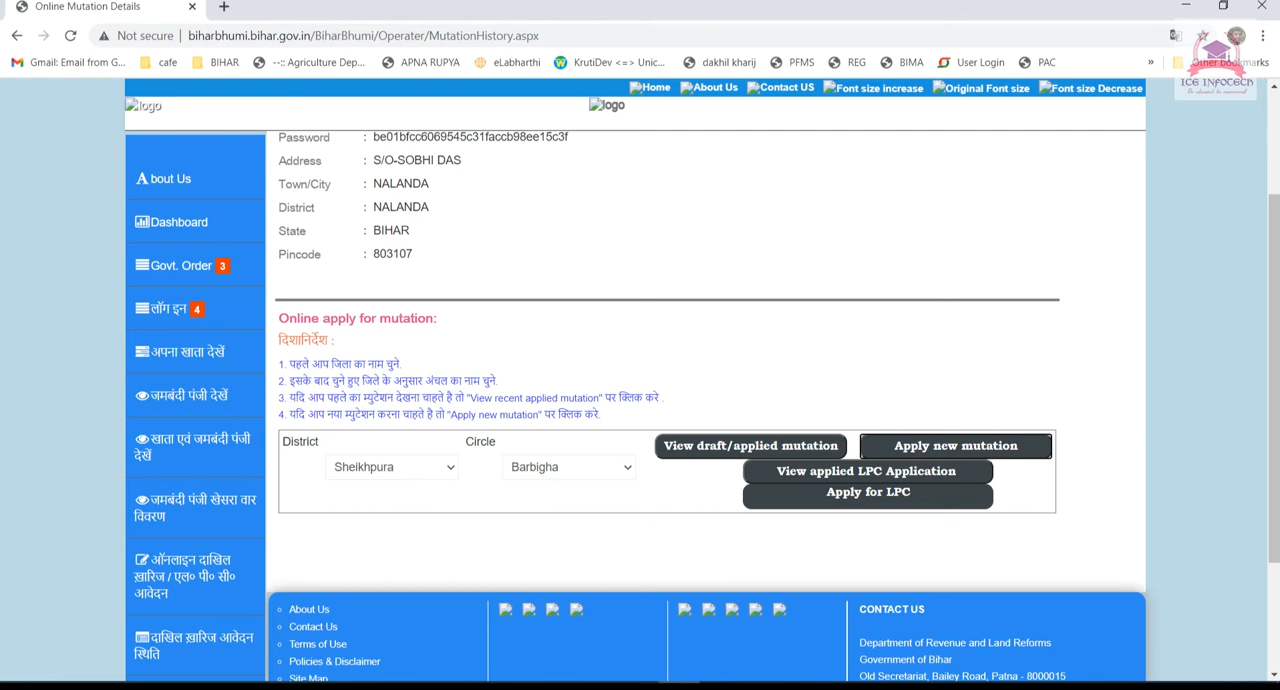 Online Mutation Details
Not secure | biharbhumi.bihar.gov.in/BiharBhumi/Operater/MutationHistory.aspx
Gmail: Email from G... cafe BIHAR --:: Agriculture Dep... APNA RUPYA eLabharthi KrutiDev <=> Unic... dakhil kharij PFMS REG BIMA User Login PAC » Other bookmarks
ICE INFOTECH
Home About Us Contact US Font size increase Original Font size Font size Decrease
logo logo
Password : be01bfcc6069545c31faccb98ee15c3f
Address : S/O-SOBHI DAS
Town/City : NALANDA
District : NALANDA
State : BIHAR
Pincode : 803107
About Us
Dashboard
Govt. Order 3
लॉग इन 4
अपना खाता देखें
जमबंदी पंजी देखें
खाता एवं जमबंदी पंजी
देखें
जमबंदी पंजी खेसरा वार
विवरण
ऑनलाइन दाखिल
ख़ारिज / एल० पी० सी०
आवेदन
दाखिल ख़ारिज आवेदन
स्थिति
Online apply for mutation:
दिशानिर्देश :
1. पहले आप जिला का नाम चुने.
2. इसके बाद चुने हुए जिले के अनुसार अंचल का नाम चुने.
3. यदि आप पहले का म्युटेशन देखना चाहते है तो "View recent applied mutation" पर क्लिक करे .
4. यदि आप नया म्युटेशन करना चाहते है तो "Apply new mutation" पर क्लिक करे.
District Circle
Sheikhpura Barbigha
View draft/applied mutation Apply new mutation
View applied LPC Application
Apply for LPC
About Us
Contact Us
Terms of Use
Policies & Disclaimer
Site Map
CONTACT US
Department of Revenue and Land Reforms
Government of Bihar
Old Secretariat, Bailey Road, Patna - 8000015